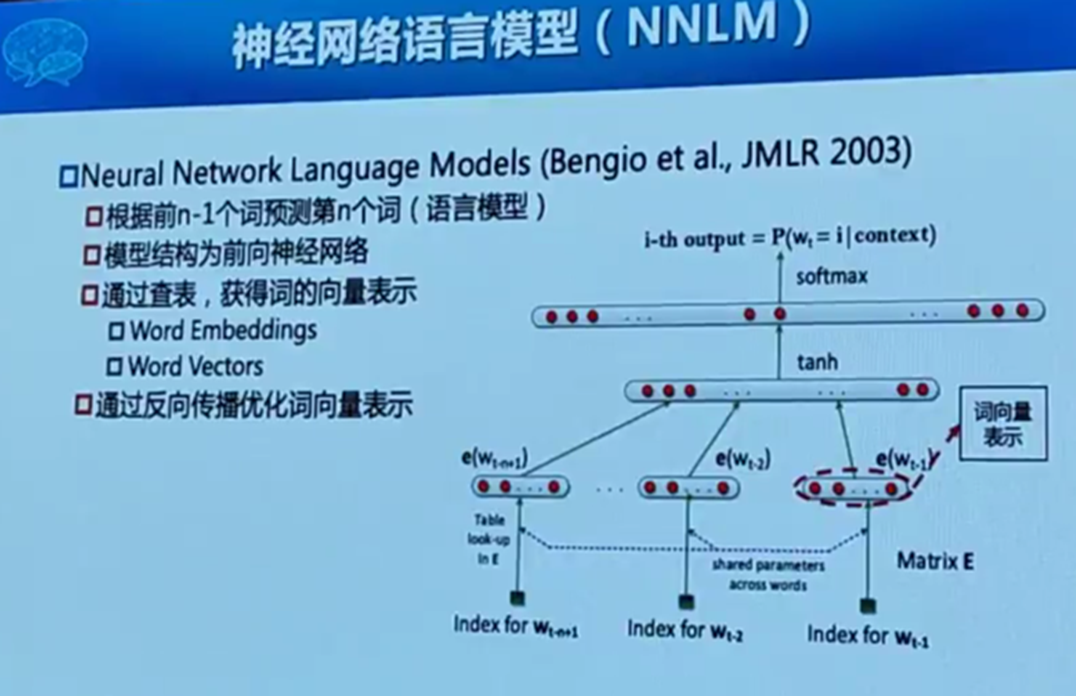 神经网络语言模型（NNLM）
Neural Network Language Models (Bengio et al., JMLR 2003)
根据前n-1个词预测第n个词（语言模型）
模型结构为前向神经网络
通过查表，获得词的向量表示
Word Embeddings
Word Vectors
通过反向传播优化词向量表示
i-th output = P(wₜ = i|context)
softmax
... ...
tanh
... ...
词向量
表示
e(wₜ₋ₙ₊₁)
e(wₜ₋₂)
e(wₜ₋₁)
... ... ... ...
Table
look-up
in E
shared parameters
across words
Matrix E
Index for wₜ₋ₙ₊₁
Index for wₜ₋₂
Index for wₜ₋₁